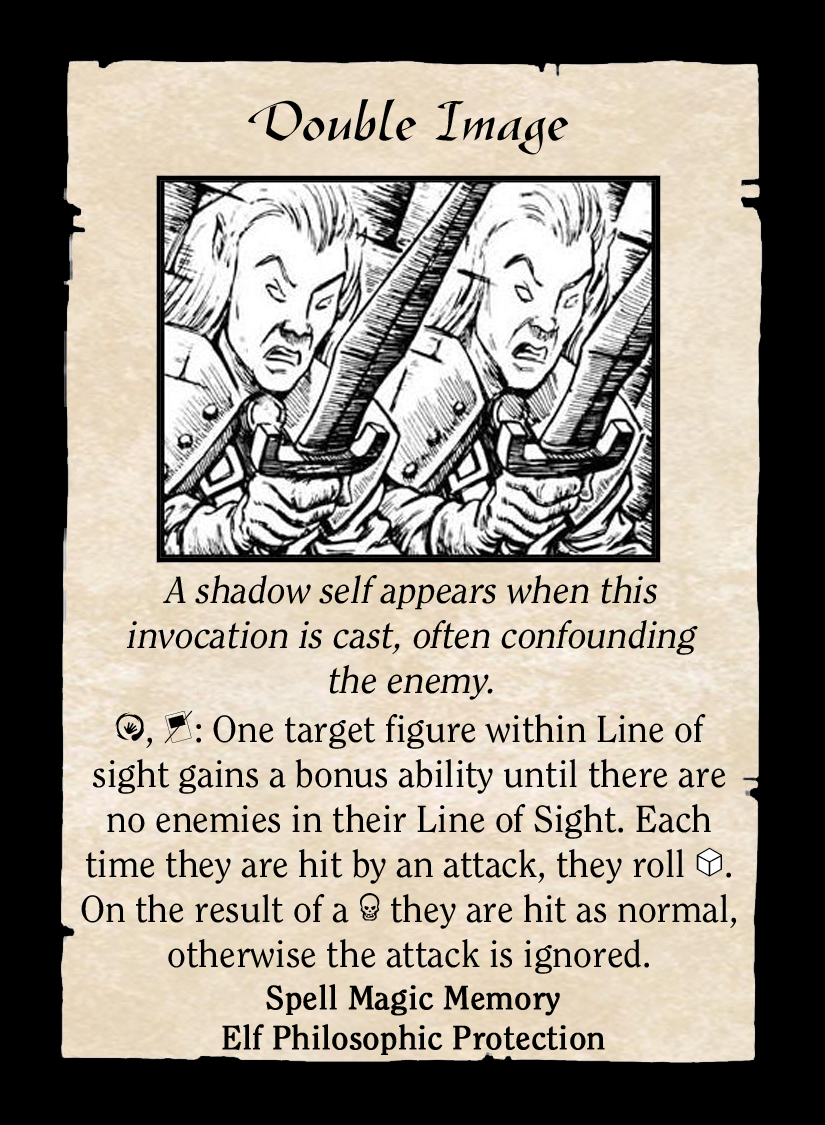 Double Image
A shadow self appears when this
invocation is cast, often confounding
the enemy.
, : One target figure within Line of
sight gains a bonus ability until there are
no enemies in their Line of Sight. Each
time they are hit by an attack, they roll .
On the result of a they are hit as normal,
otherwise the attack is ignored.
Spell Magic Memory
Elf Philosophic Protection